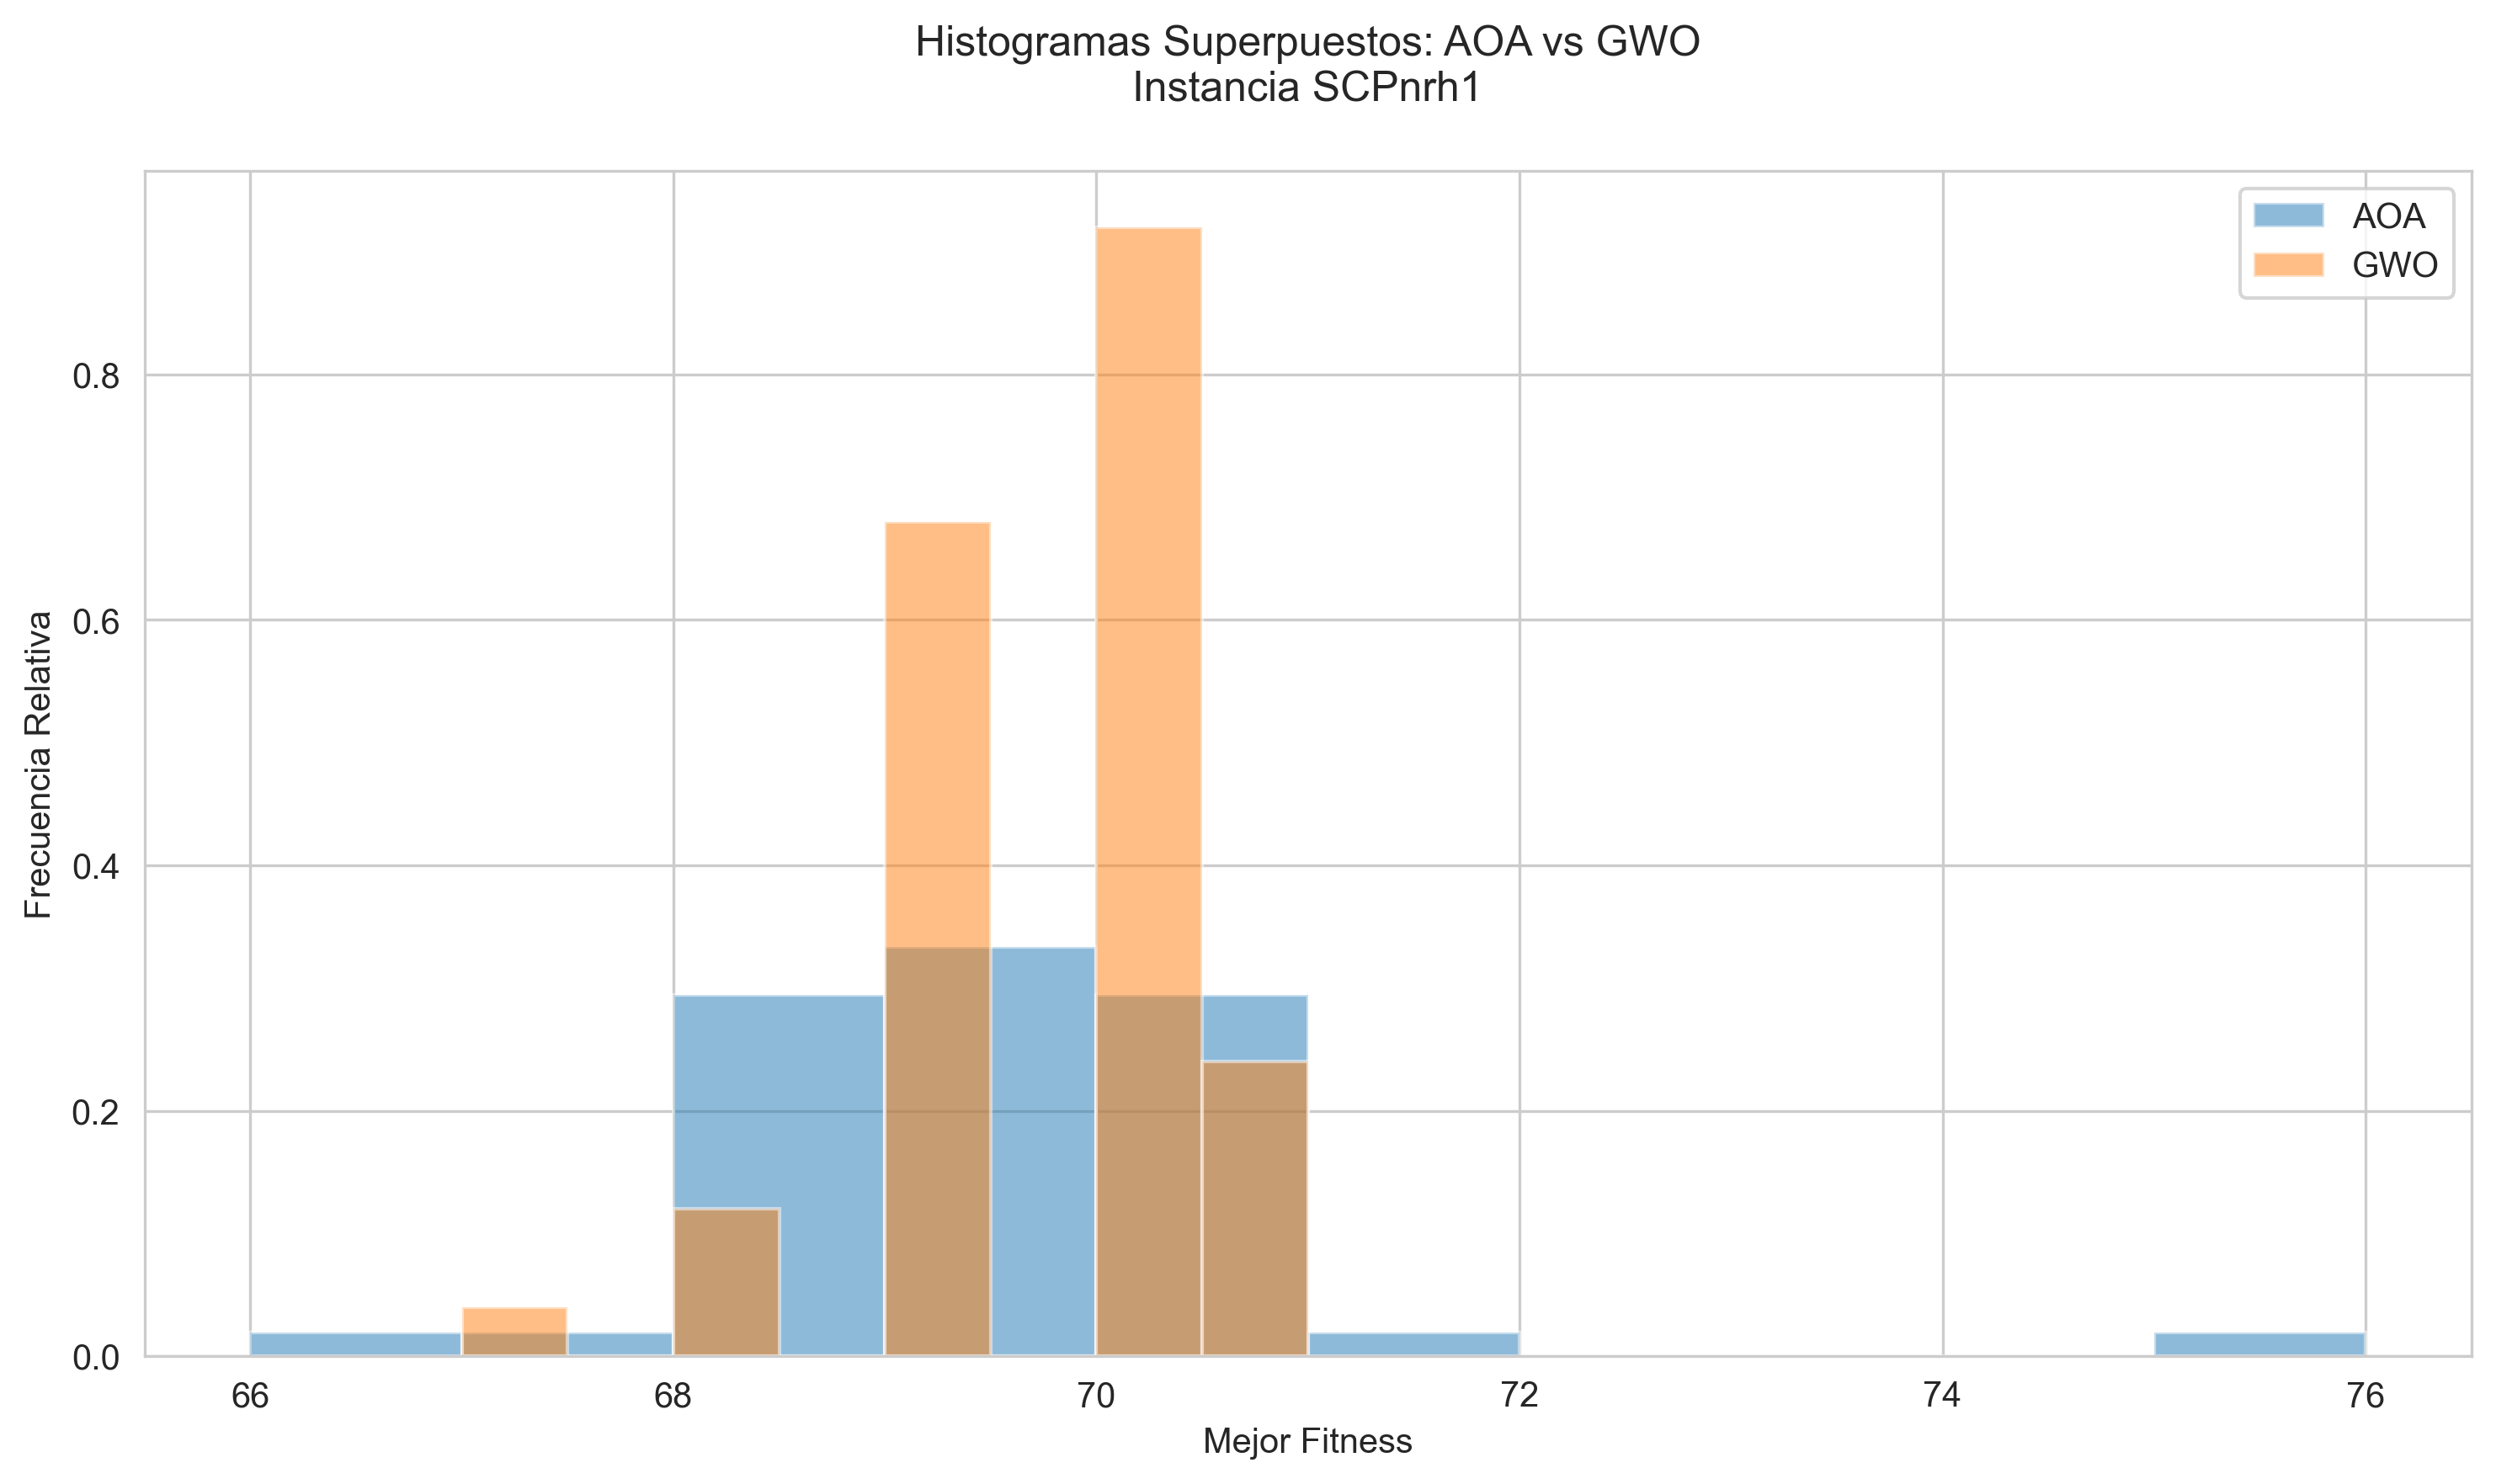 Histogramas Superpuestos: AOA vs GWO
Instancia SCPnrh1
AOA
GWO
Frecuencia Relativa
0.8
0.6
0.4
0.2
0.0
66 68 70 72 74 76
Mejor Fitness